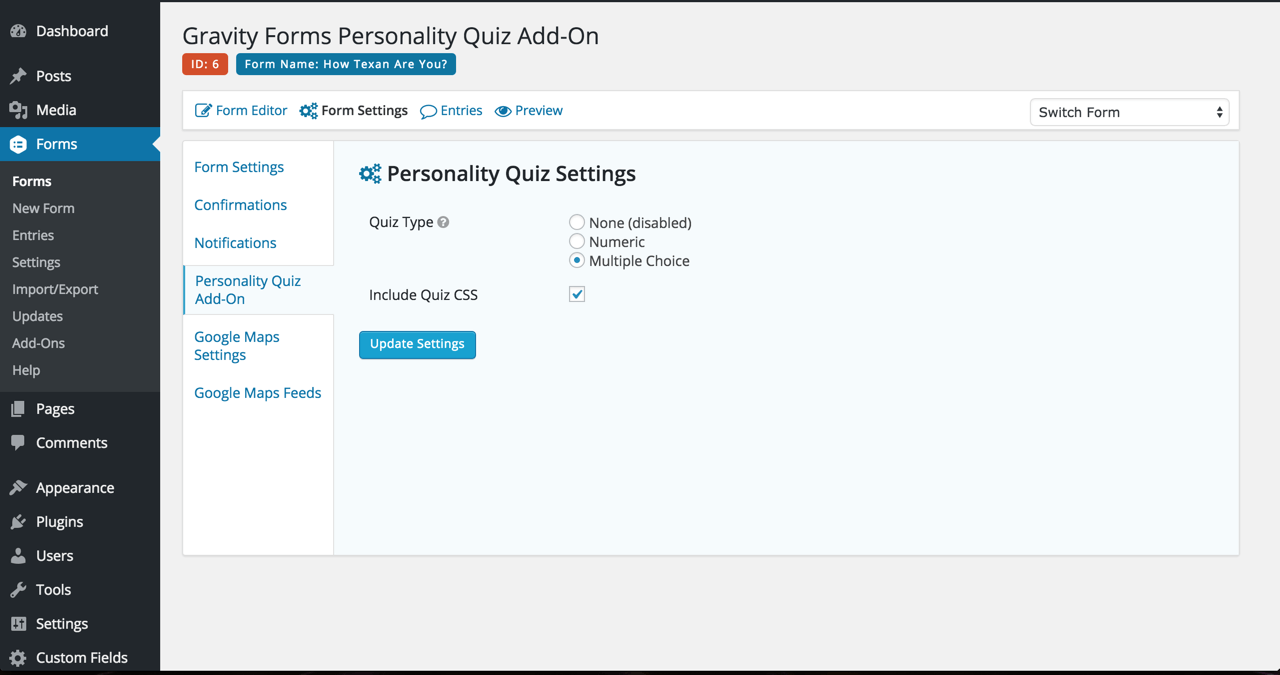 Dashboard
Posts
Media
Forms
Forms
New Form
Entries
Settings
Import/Export
Updates
Add-Ons
Help
Pages
Comments
Appearance
Plugins
Users
Tools
Settings
Custom Fields
Gravity Forms Personality Quiz Add-On
ID: 6 Form Name: How Texan Are You?
Form Editor Form Settings Entries Preview Switch Form
Form Settings
Confirmations
Notifications
Personality Quiz
Add-On
Google Maps
Settings
Google Maps Feeds
Personality Quiz Settings
Quiz Type ? None (disabled)
Numeric
Multiple Choice
Include Quiz CSS
Update Settings